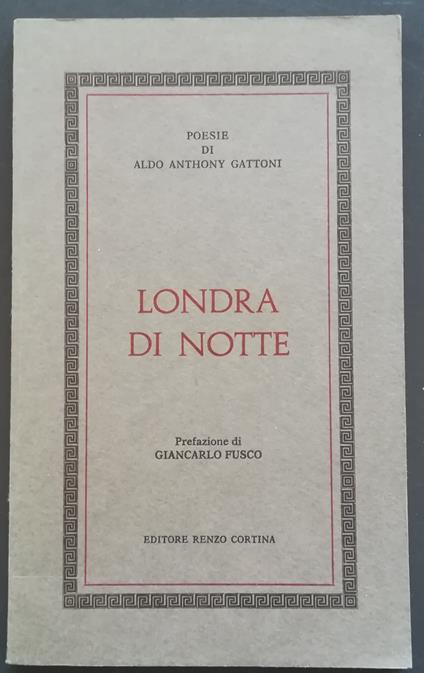 POESIE
DI
ALDO ANTHONY GATTONI
LONDRA
DI NOTTE
Prefazione di
GIANCARLO FUSCO
EDITORE RENZO CORTINA